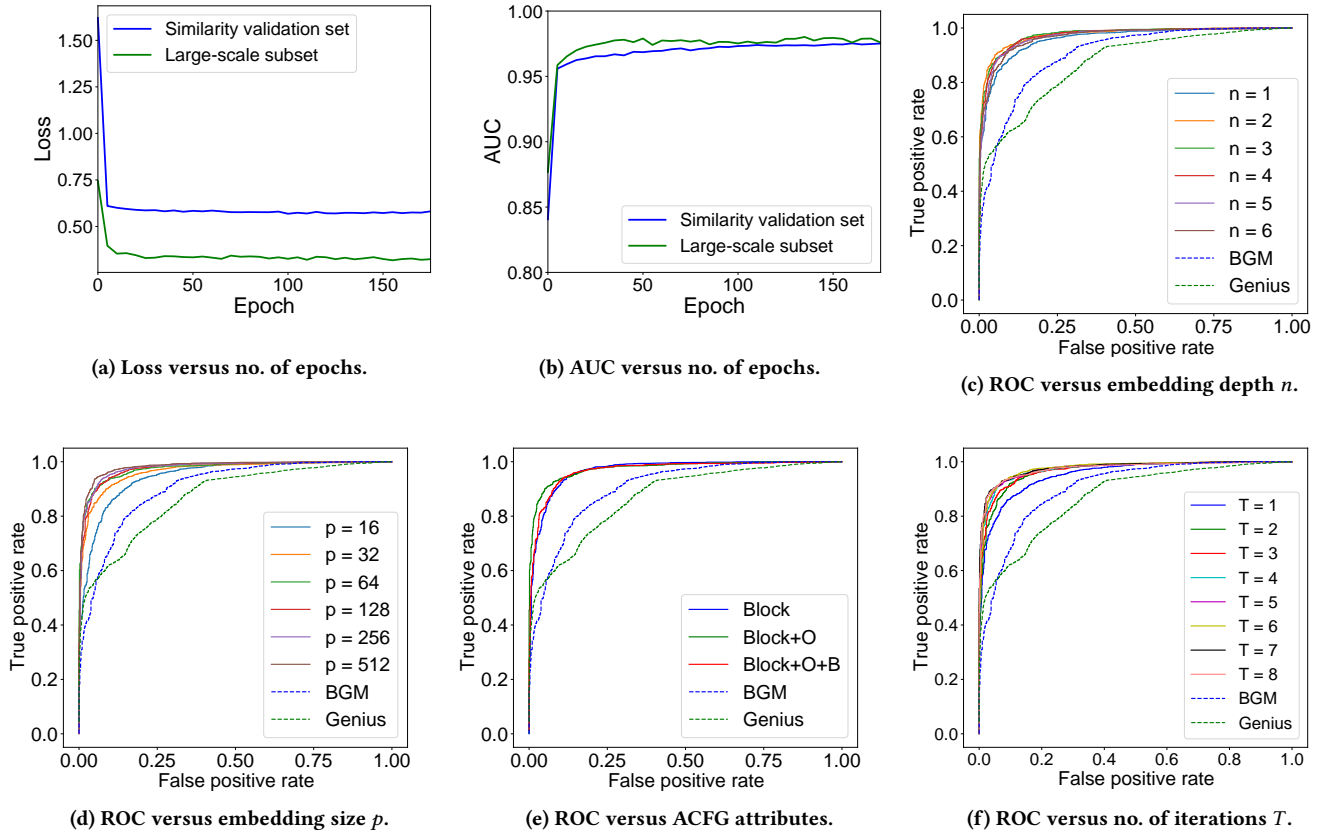 1.50
1.25
1.00
0.75
0.50
Loss
Similarity validation set
Large-scale subset
0 50 100 150
Epoch
(a) Loss versus no. of epochs.
1.00
0.95
0.90
0.85
0.80
AUC
Similarity validation set
Large-scale subset
0 50 100 150
Epoch
(b) AUC versus no. of epochs.
1.0
0.8
0.6
0.4
0.2
0.0
True positive rate
n = 1
n = 2
n = 3
n = 4
n = 5
n = 6
BGM
Genius
0.00 0.25 0.50 0.75 1.00
False positive rate
(c) ROC versus embedding depth n.
1.0
0.8
0.6
0.4
0.2
0.0
True positive rate
p = 16
p = 32
p = 64
p = 128
p = 256
p = 512
BGM
Genius
0.00 0.25 0.50 0.75 1.00
False positive rate
(d) ROC versus embedding size p.
1.0
0.8
0.6
0.4
0.2
0.0
True positive rate
Block
Block+O
Block+O+B
BGM
Genius
0.00 0.25 0.50 0.75 1.00
False positive rate
(e) ROC versus ACFG attributes.
1.0
0.8
0.6
0.4
0.2
0.0
True positive rate
T = 1
T = 2
T = 3
T = 4
T = 5
T = 6
T = 7
T = 8
BGM
Genius
0.0 0.2 0.4 0.6 0.8 1.0
False positive rate
(f) ROC versus no. of iterations T.